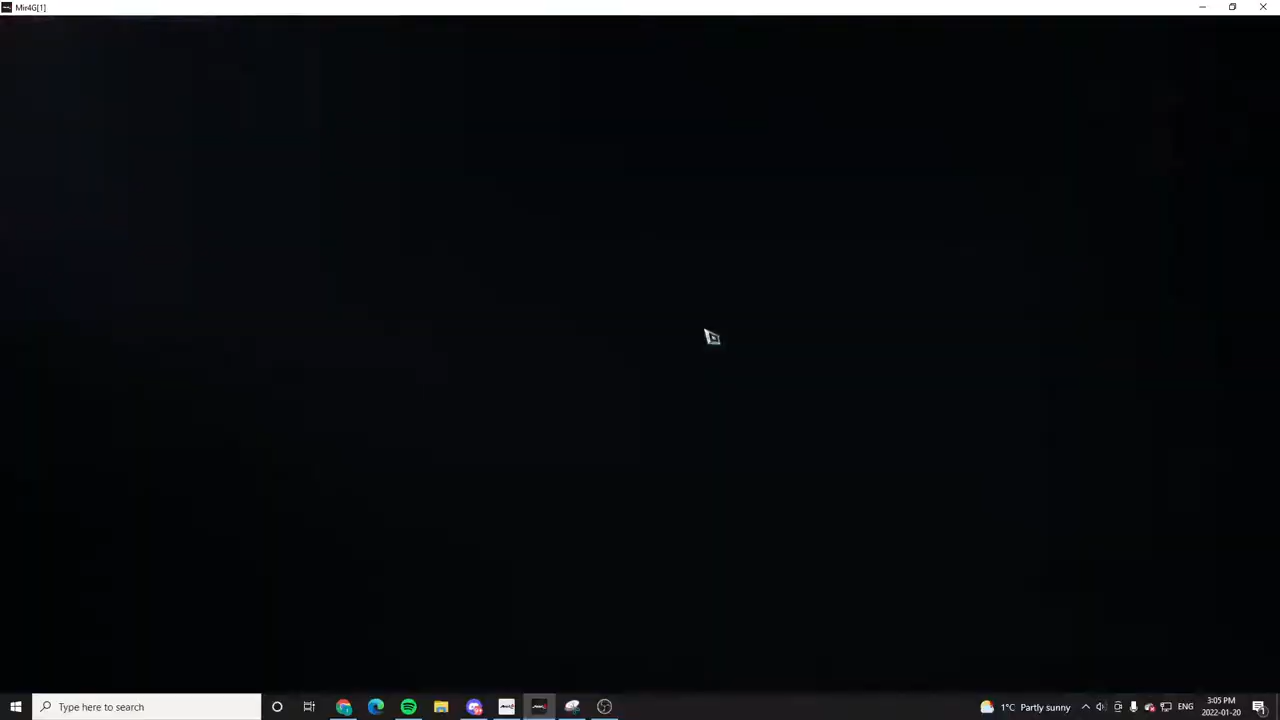 Mir4G[1]
Type here to search
1°C Partly sunny
ENG
3:05 PM
2022-01-20